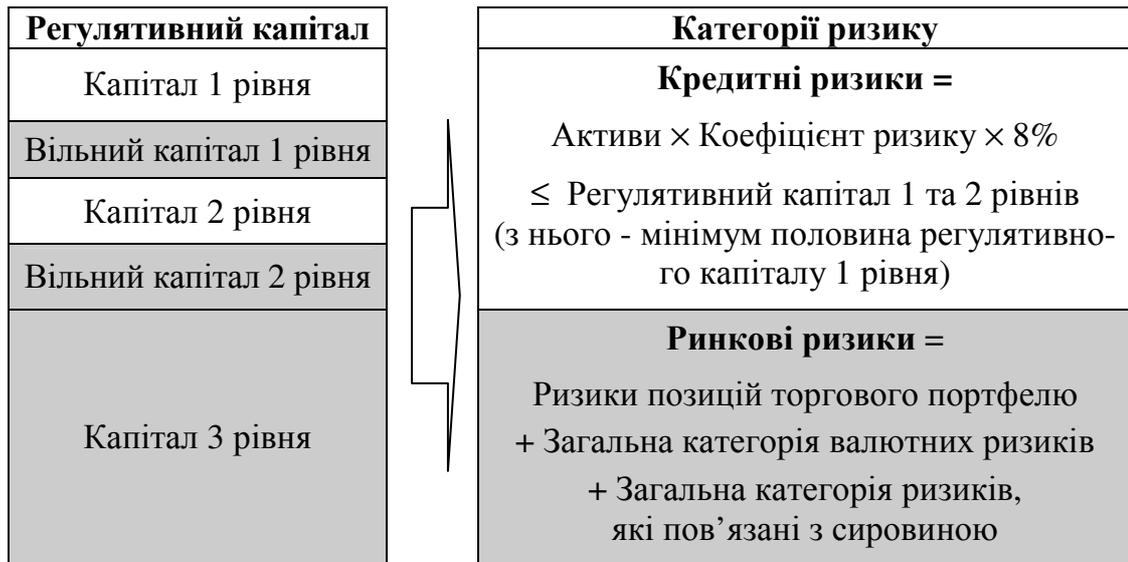 Регулятивний капітал
Капітал 1 рівня
Вільний капітал 1 рівня
Капітал 2 рівня
Вільний капітал 2 рівня
Капітал 3 рівня
Категорії ризику
Кредитні ризики =
Активи × Коефіцієнт ризику × 8%
≤ Регулятивний капітал 1 та 2 рівнів
(з нього - мінімум половина регулятивно-
го капіталу 1 рівня)
Ринкові ризики =
Ризики позицій торгового портфелю
+ Загальна категорія валютних ризиків
+ Загальна категорія ризиків,
які пов’язані з сировиною